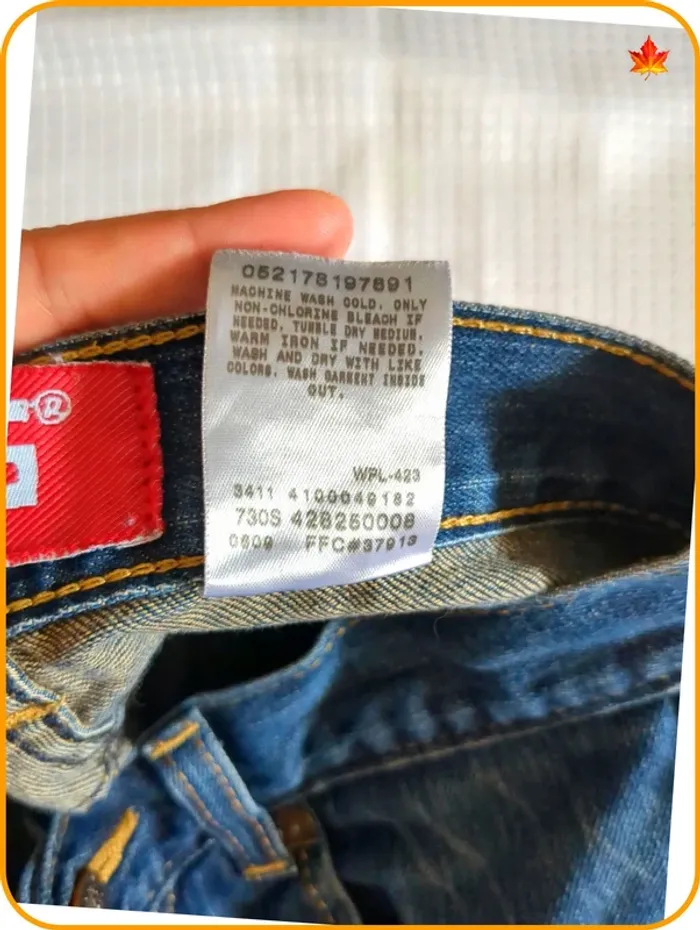 052178197891
MACHINE WASH COLD. ONLY
NON-CHLORINE BLEACH IF
NEEDED. TUMBLE DRY MEDIUM.
WARM IRON IF NEEDED.
WASH AND DRY WITH LIKE
COLORS. WASH GARMENT INSIDE
OUT.
WPL-423
3411 4100049182
730S 428250008
0609 FFC#37913
®